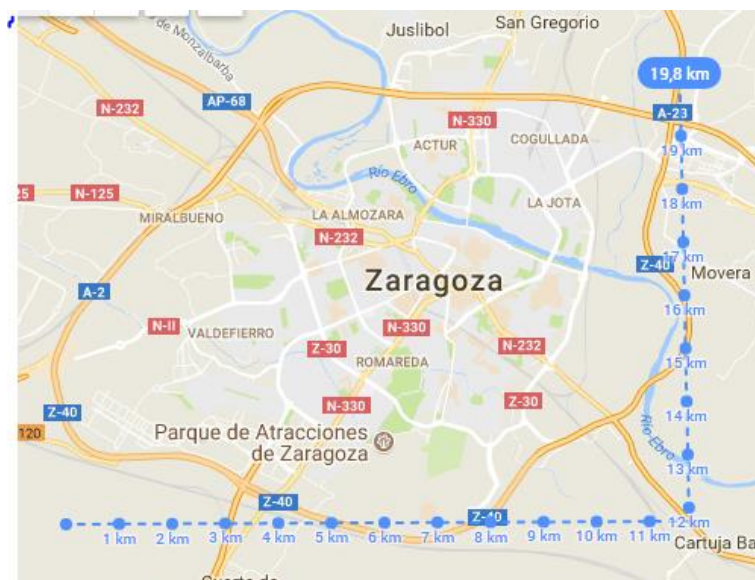 San Gregorio
de Monzalbarba
Juslibol
19,8 km
AP-68
N-232
N-330
A-23
ACTUR
COGULLADA
19 km
Río Ebro
N-125
18 km
MIRALBUENO
LA ALMOZARA
LA JOTA
N-232
17 km
Zaragoza
Z-40
Movera
A-2
16 km
N-II
VALDEFIERRO
N-330
Z-30
N-232
ROMAREDA
15 km
N-330
Z-30
14 km
Z-40
120
Parque de Atracciones
de Zaragoza
Río Ebro
13 km
Z-40
Z-40
12 km
1 km 2 km 3 km 4 km 5 km 6 km 7 km 8 km 9 km 10 km 11 km
Cartuja Ba